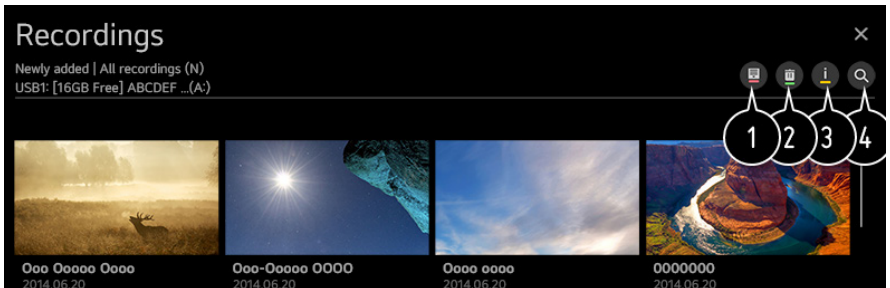 Recordings
×
Newly added | All recordings (N)
USB1: [16GB Free] ABCDEF ...(A:)
i
1 2 3 4
Ooo Ooooo Oooo
Ooo-Ooooo OOOO
Oooo oooo
0000000
2014.06.20
2014.06.20
2014.06.20
2014.06.20